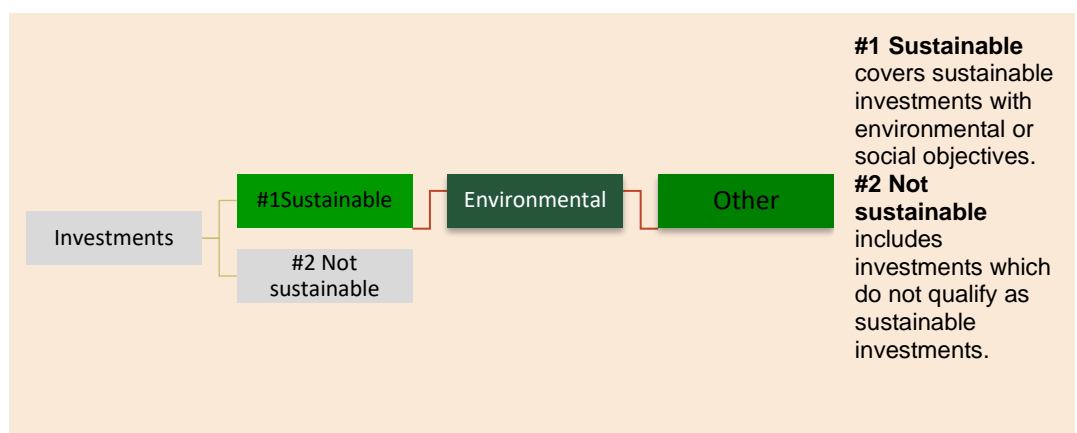 Investments
#1Sustainable
#2 Not
sustainable
Environmental
Other
#1 Sustainable
covers sustainable
investments with
environmental or
social objectives.
#2 Not
sustainable
includes
investments which
do not qualify as
sustainable
investments.